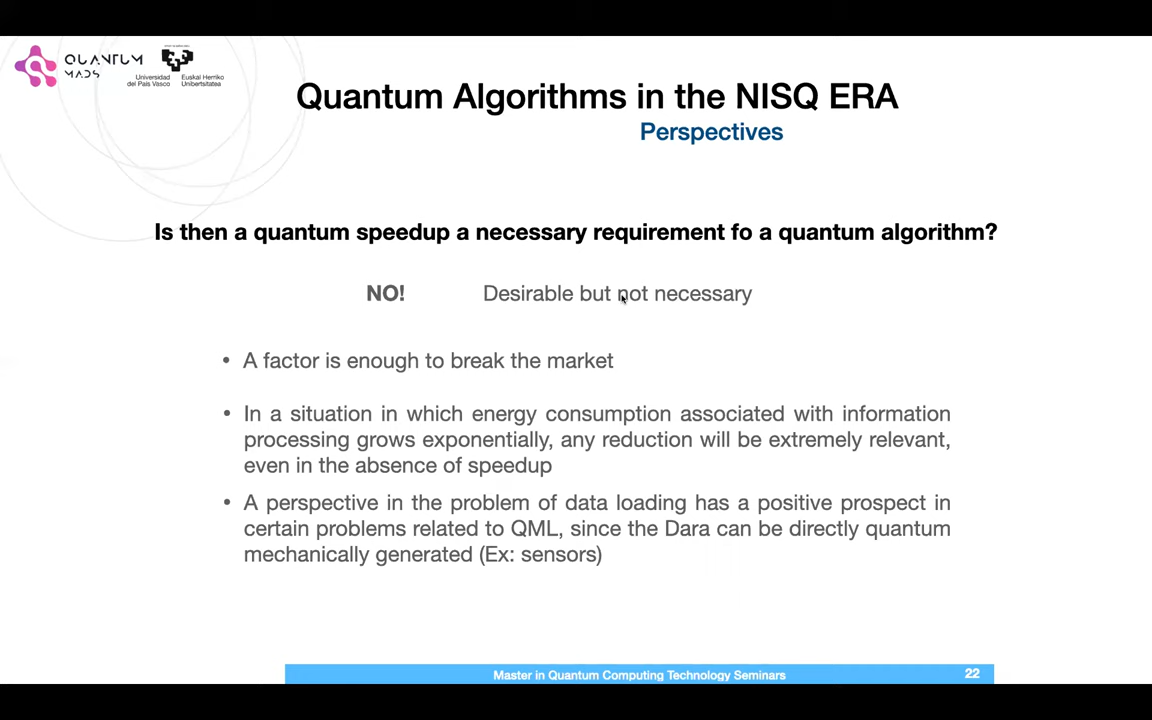 QUANTUM
MADS
Universidad
del País Vasco
Euskal Herriko
Unibertsitatea
Quantum Algorithms in the NISQ ERA
Perspectives
Is then a quantum speedup a necessary requirement fo a quantum algorithm?
NO! Desirable but not necessary
• A factor is enough to break the market
• In a situation in which energy consumption associated with information
processing grows exponentially, any reduction will be extremely relevant,
even in the absence of speedup
• A perspective in the problem of data loading has a positive prospect in
certain problems related to QML, since the Dara can be directly quantum
mechanically generated (Ex: sensors)
Master in Quantum Computing Technology Seminars 22